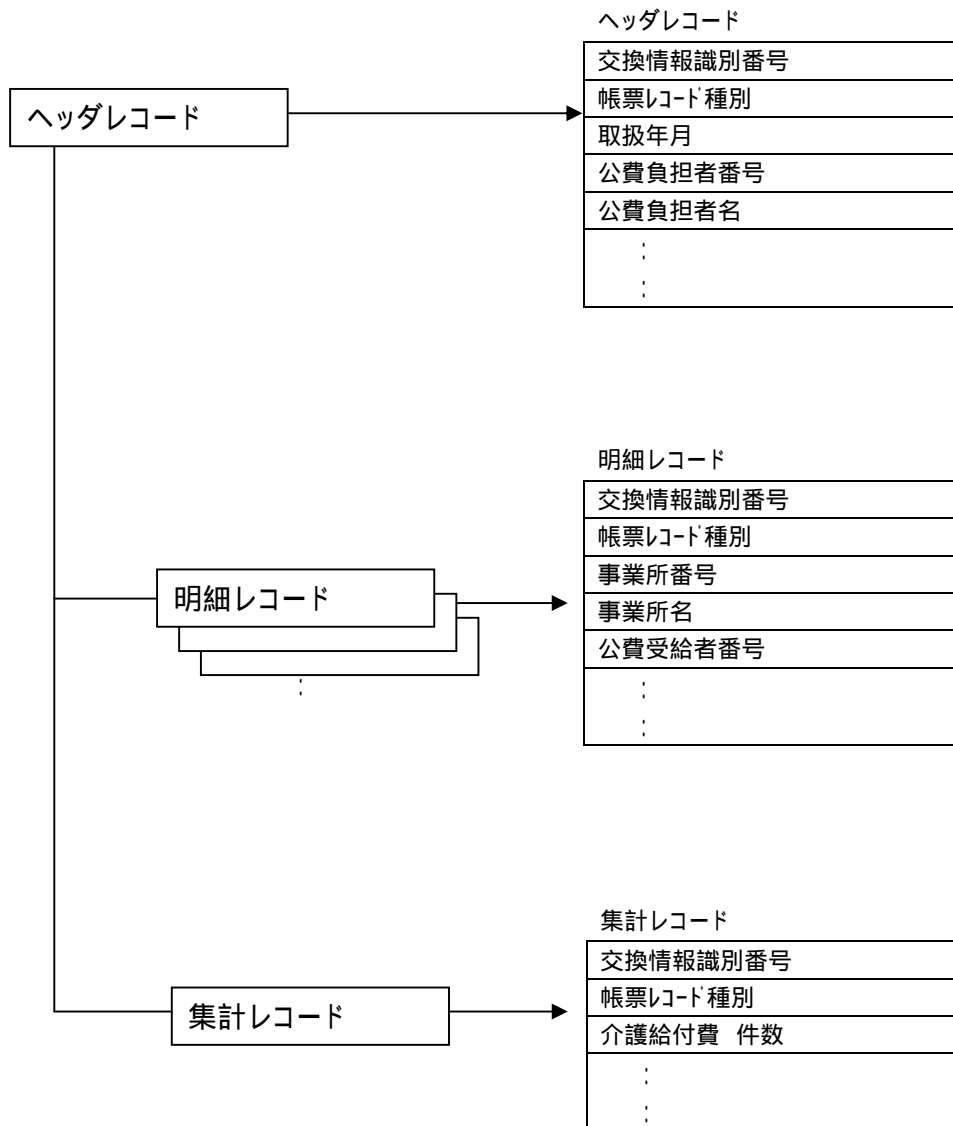 ヘッダレコード
ヘッダレコード
交換情報識別番号
帳票ﾚｺｰﾄﾞ種別
取扱年月
公費負担者番号
公費負担者名
:
:
明細レコード
:
明細レコード
交換情報識別番号
帳票ﾚｺｰﾄﾞ種別
事業所番号
事業所名
公費受給者番号
:
:
集計レコード
集計レコード
交換情報識別番号
帳票ﾚｺｰﾄﾞ種別
介護給付費 件数
:
: